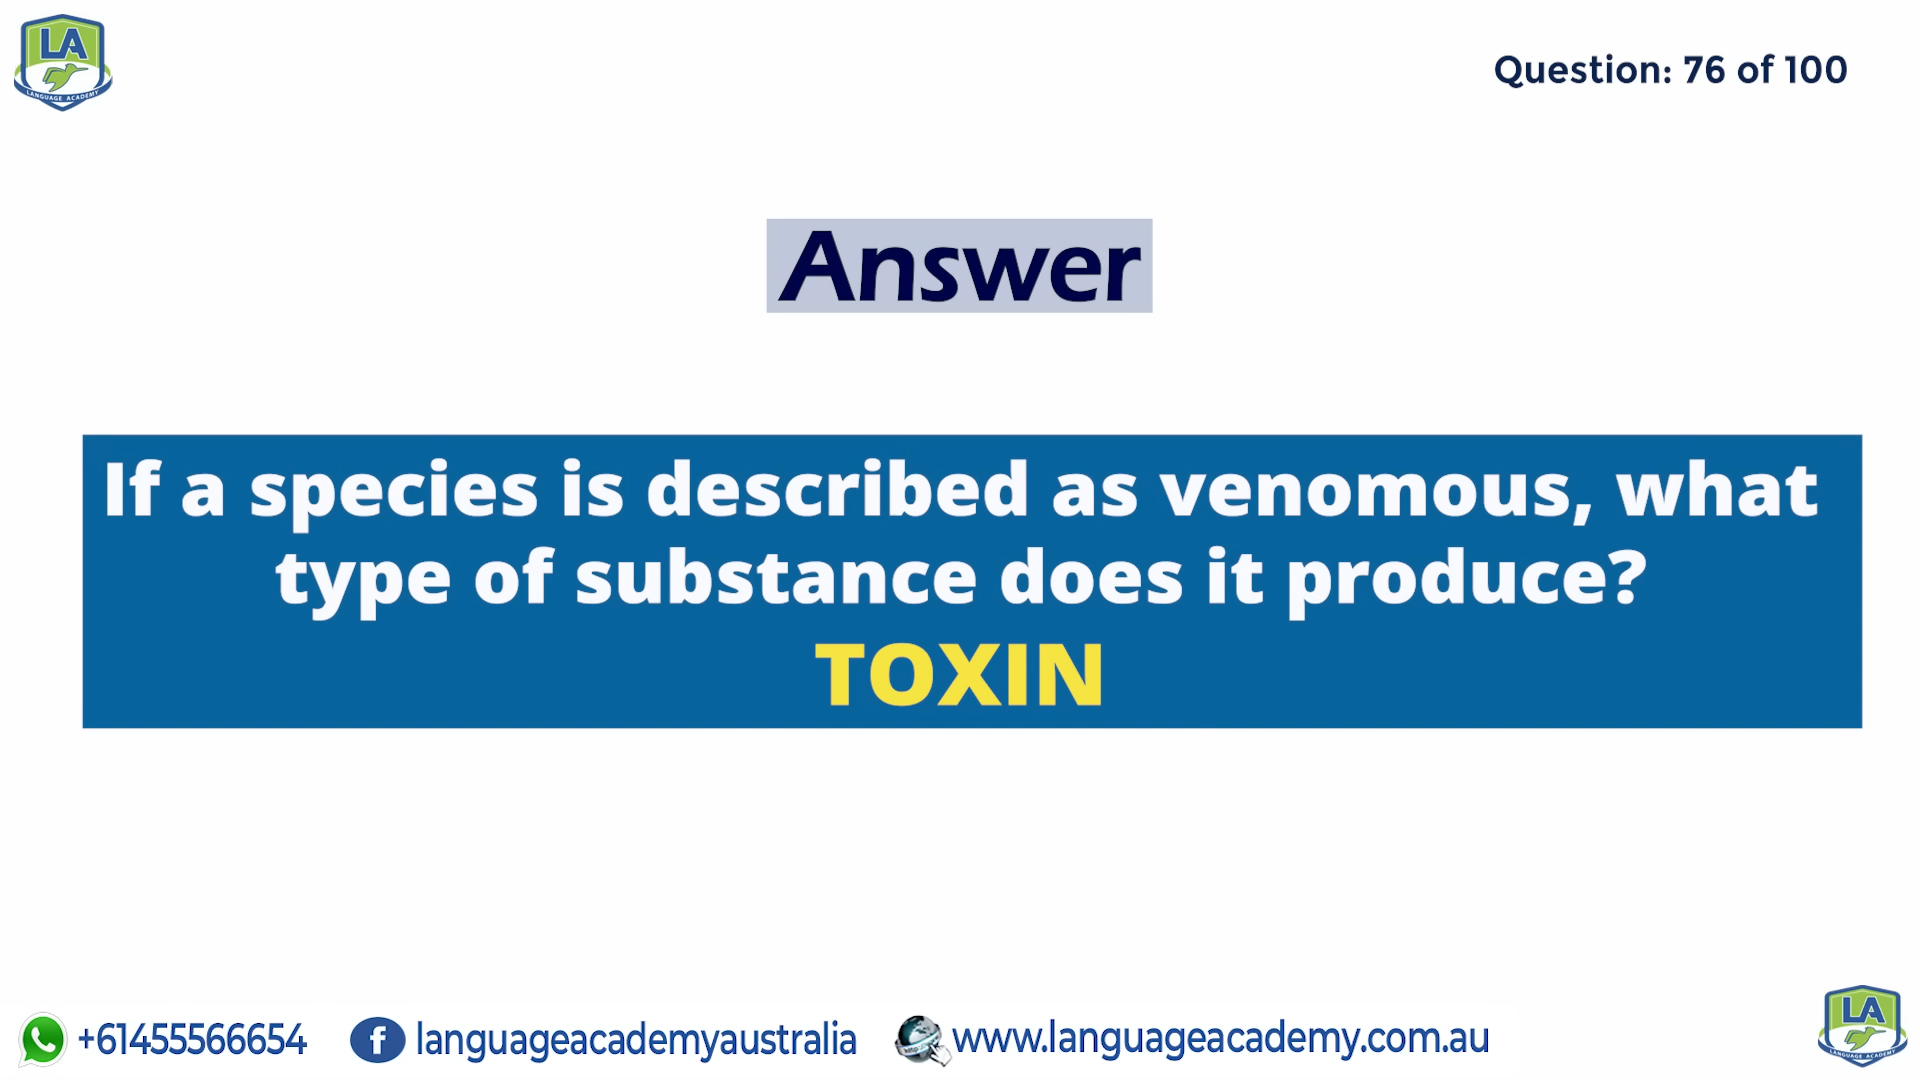 LA
LANGUAGE ACADEMY
Question: 76 of 100
Answer
If a species is described as venomous, what
type of substance does it produce?
TOXIN
+61455566654
languageacademyaustralia
http
www.languageacademy.com.au
LA
LANGUAGE ACADEMY